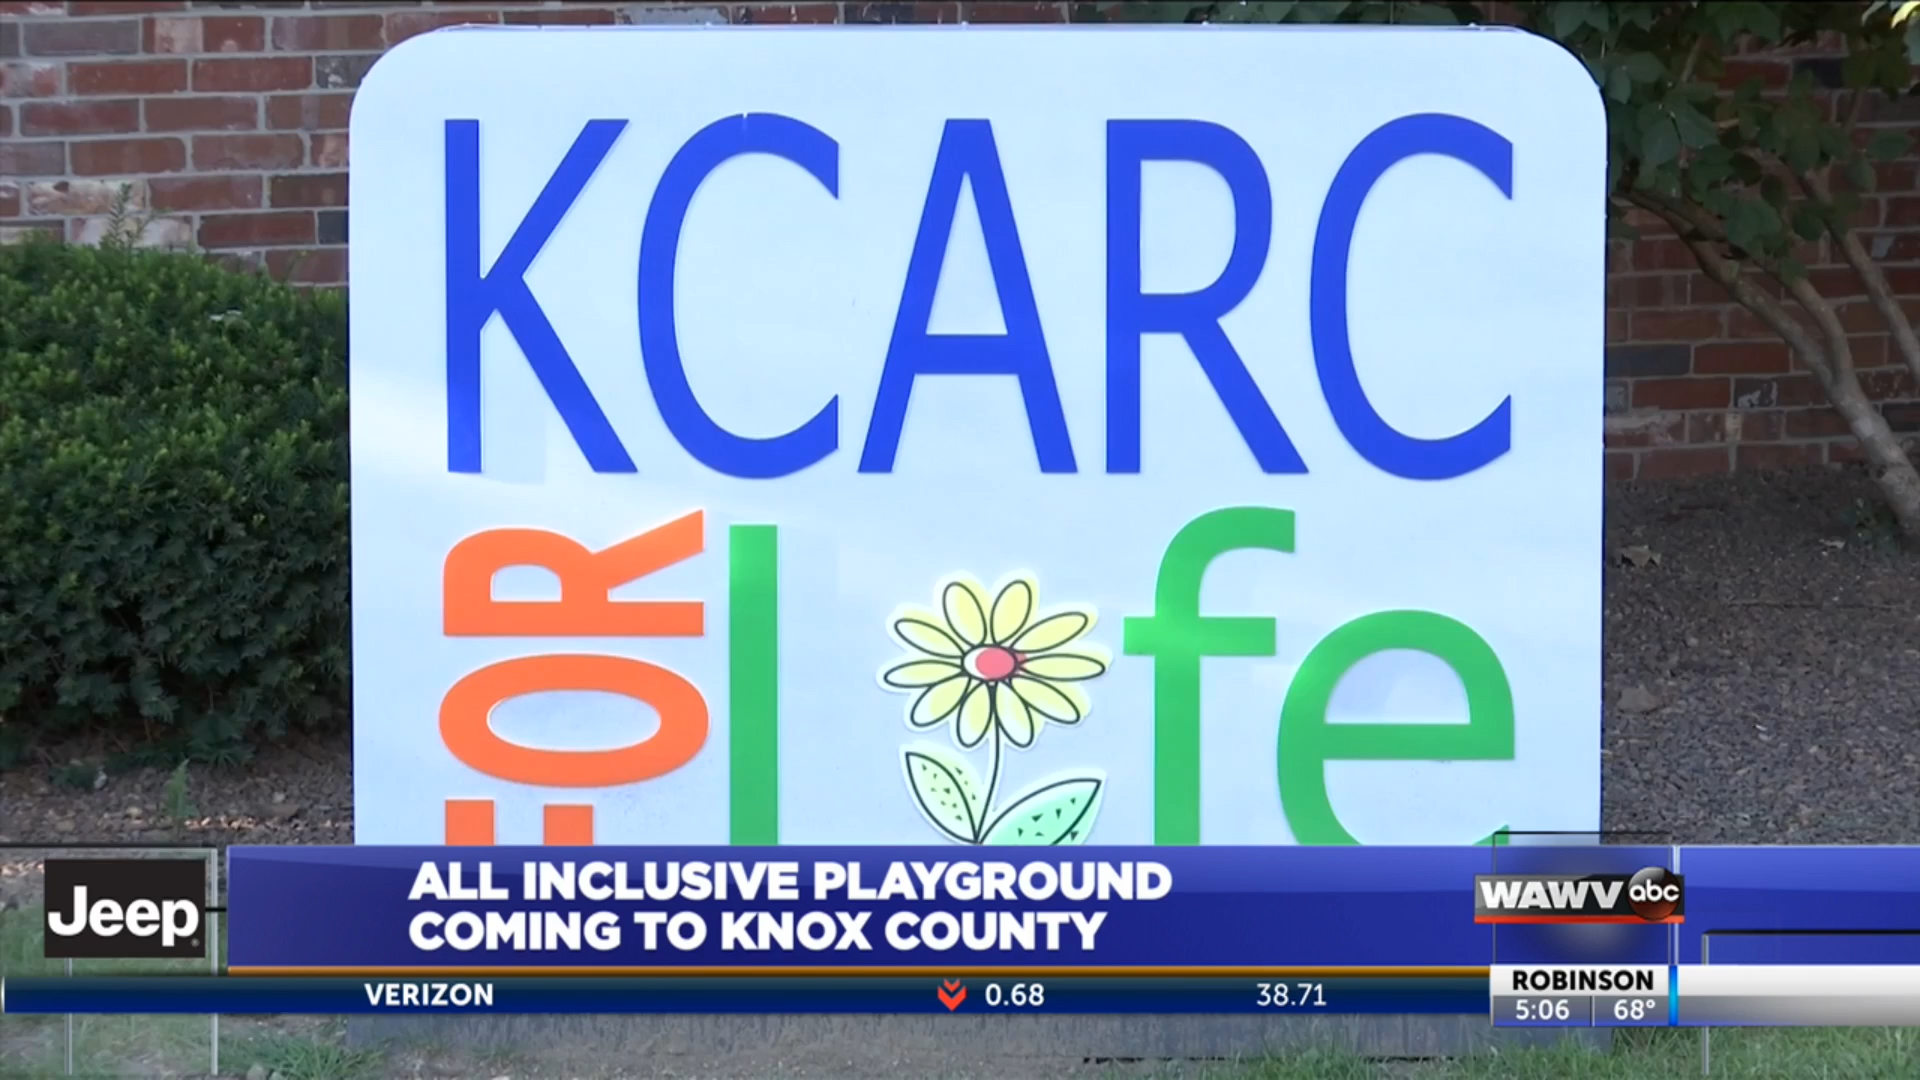 KCARC
FOR
life
Jeep
ALL INCLUSIVE PLAYGROUND
COMING TO KNOX COUNTY
WAWV abc
VERIZON 0.68 38.71
ROBINSON
5:06 68°